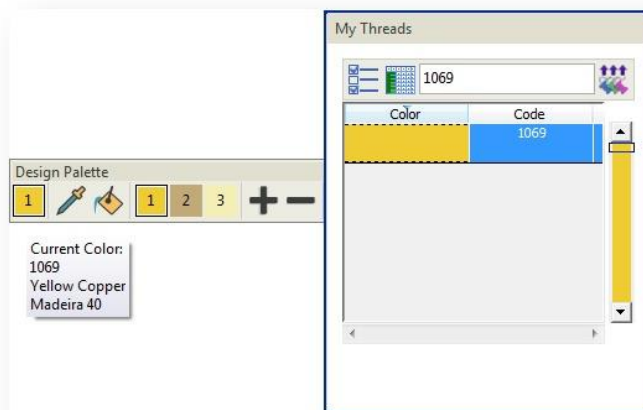 My Threads
1069
Color Code
1069
Design Palette
1 1 2 3
Current Color:
1069
Yellow Copper
Madeira 40